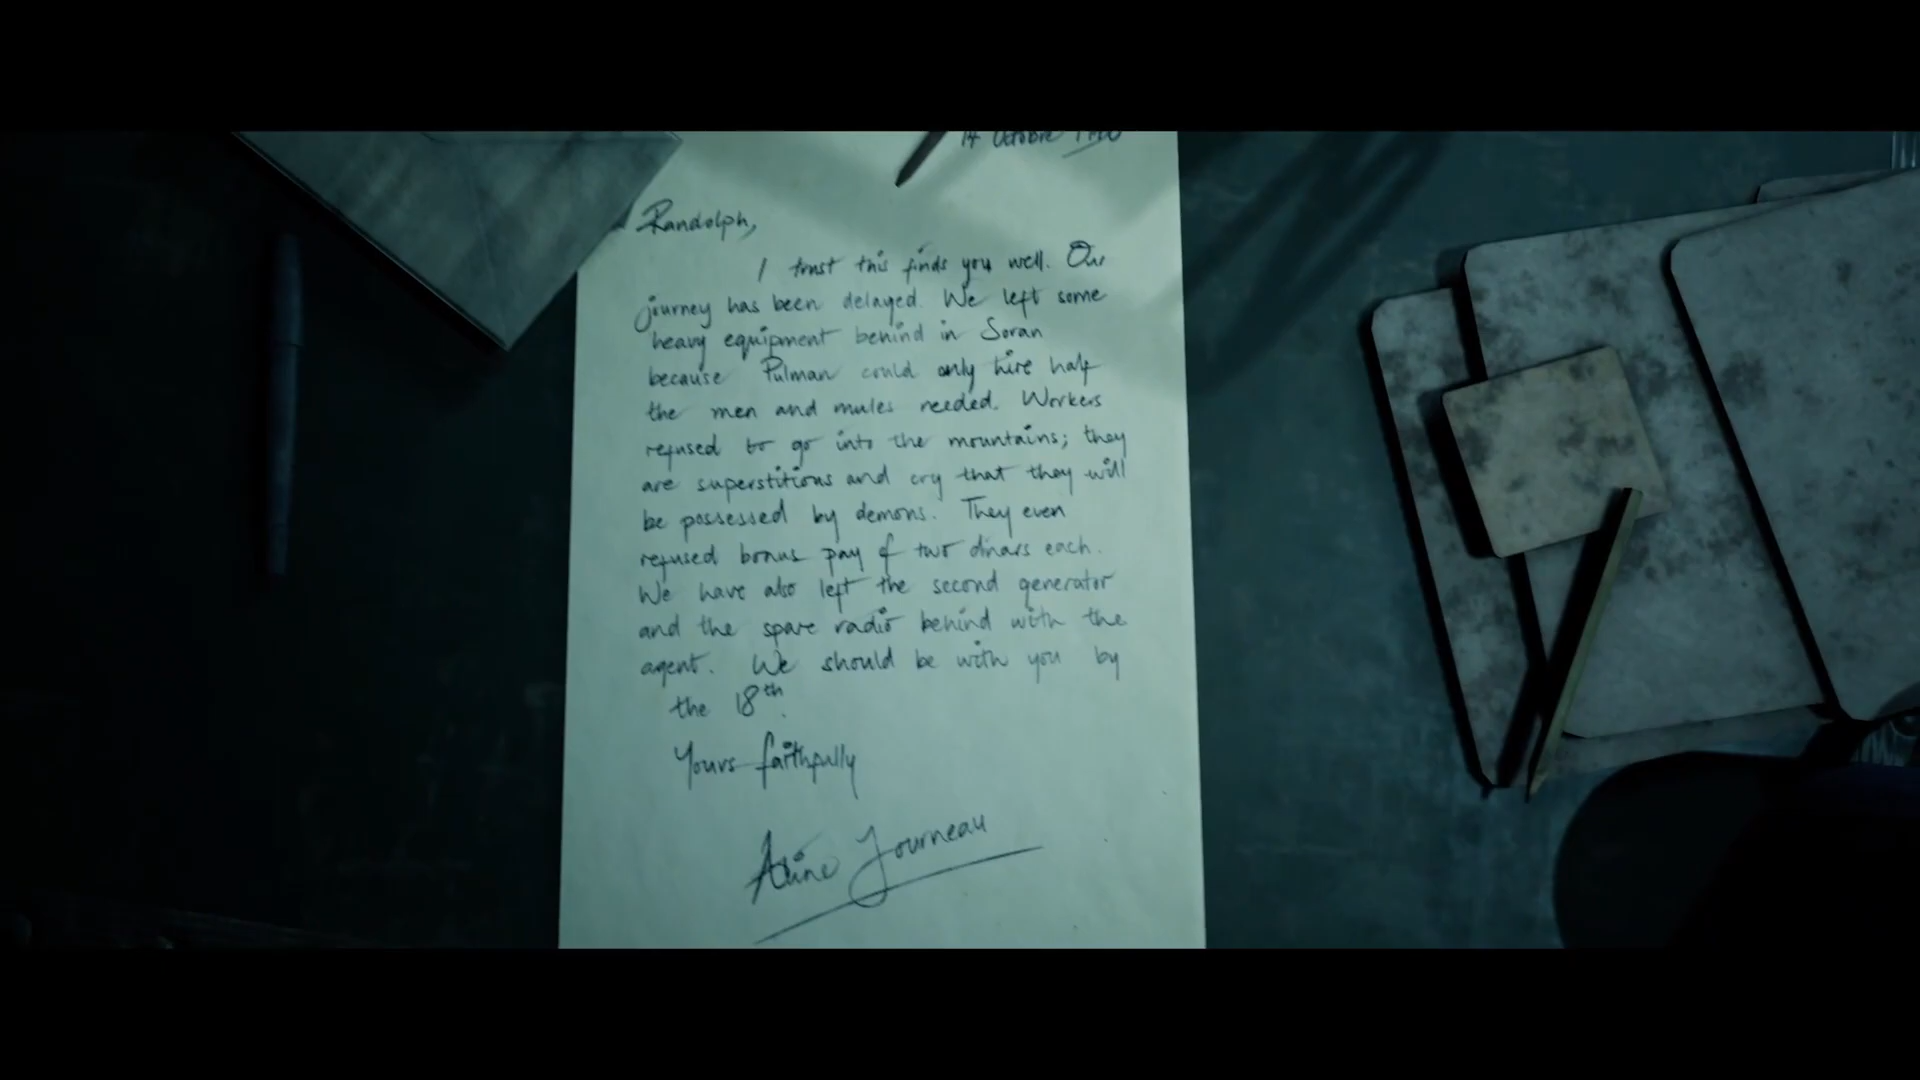 14 Octobre
Randolph,
I trust this finds you well. Our
journey has been delayed. We left some
heavy equipment behind in Soran
because Pulman could only hire half
the men and mules needed. Workers
refused to go into the mountains; they
are superstitious and cry that they will
be possessed by demons. They even
refused bonus pay of two dinars each.
We have also left the second generator
and the spare radio behind with the
agent. We should be with you by
the 18th.
Yours faithfully
Journeau